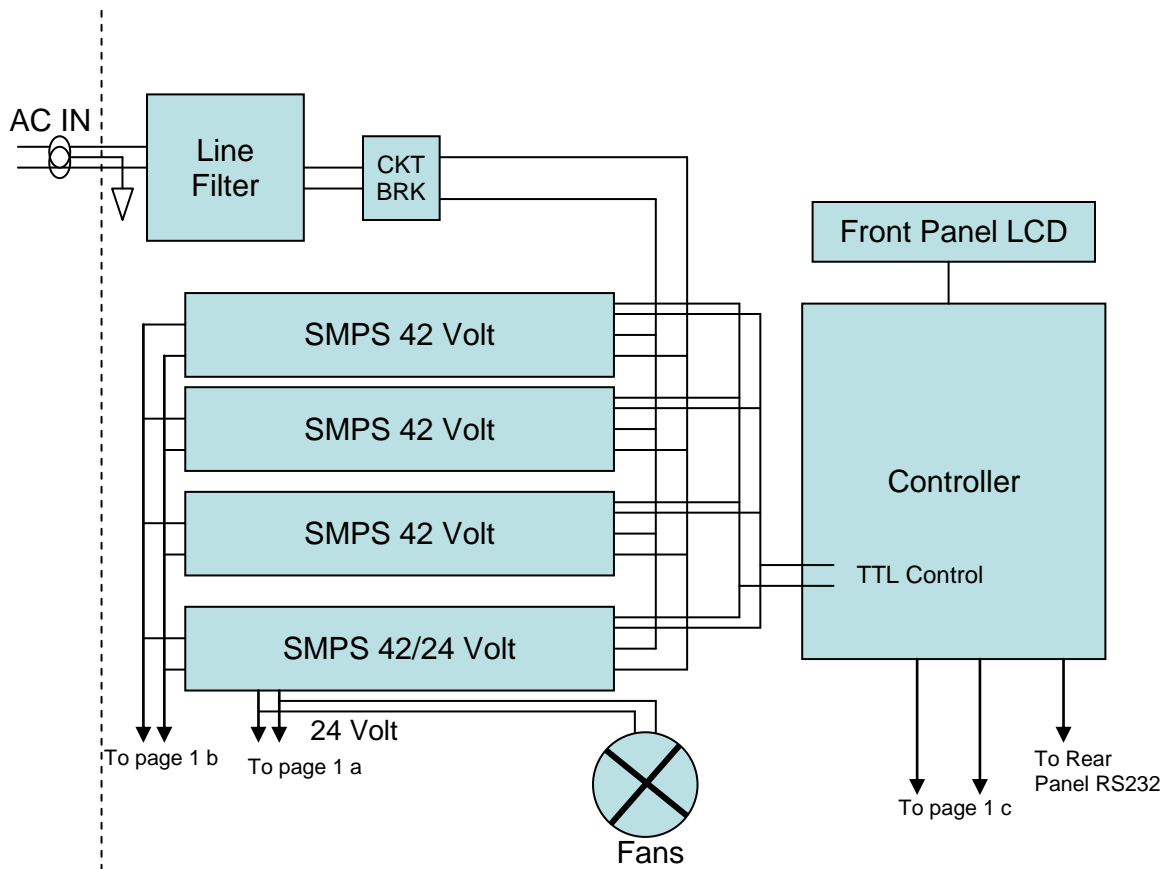 AC IN
Line
Filter
CKT
BRK
Front Panel LCD
SMPS 42 Volt
SMPS 42 Volt
SMPS 42 Volt
SMPS 42/24 Volt
Controller
TTL Control
24 Volt
To page 1 b
To page 1 a
Fans
To page 1 c
To Rear
Panel RS232